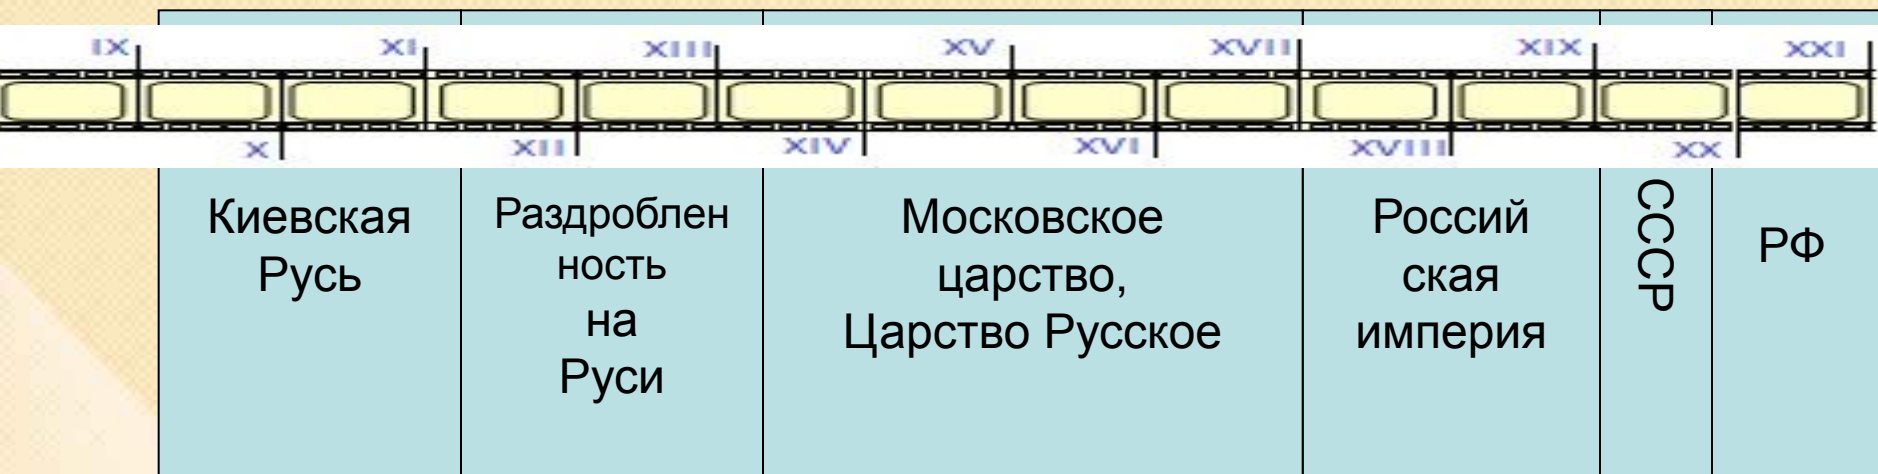 IX XI XIII XV XVII XIX XXI
X XII XIV XVI XVIII XX
Киевская
Русь
Раздроблен
ность
на
Руси
Московское
царство,
Царство Русское
Россий
ская
империя
СССР
РФ